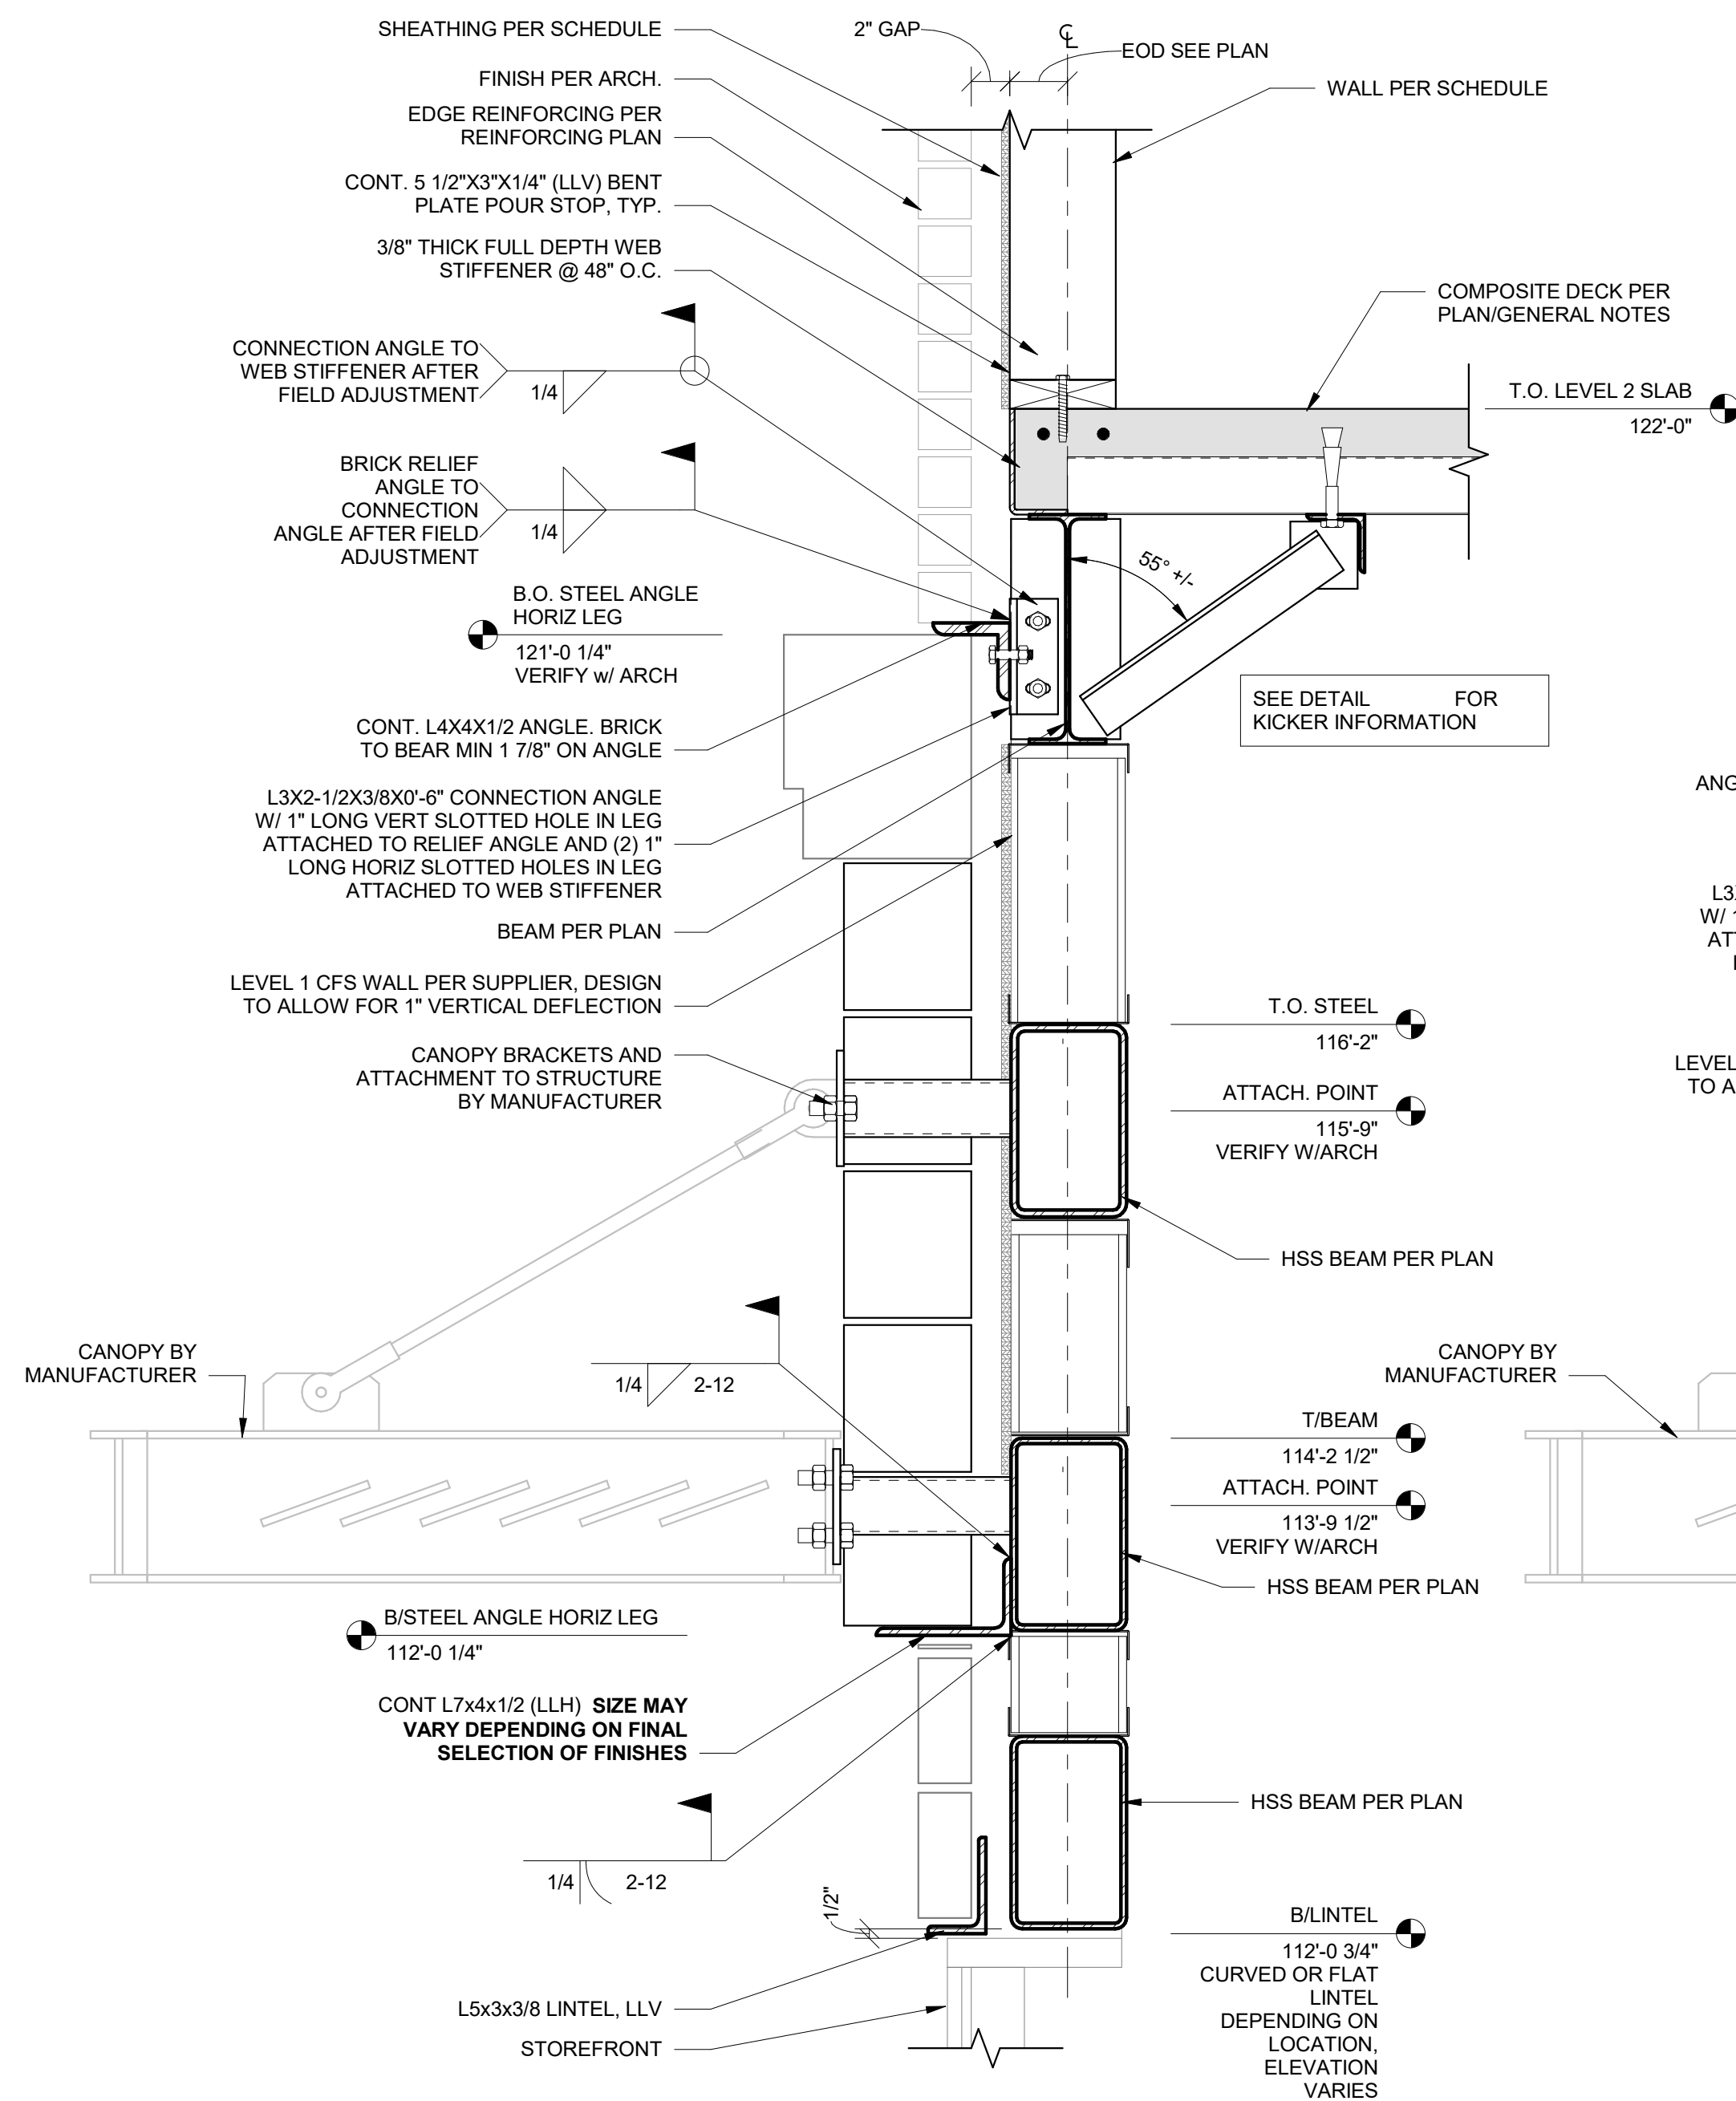 SHEATHING PER SCHEDULE
2" GAP
℄
EOD SEE PLAN
FINISH PER ARCH.
WALL PER SCHEDULE
EDGE REINFORCING PER
REINFORCING PLAN
CONT. 5 1/2"X3"X1/4" (LLV) BENT
PLATE POUR STOP, TYP.
3/8" THICK FULL DEPTH WEB
STIFFENER @ 48" O.C.
COMPOSITE DECK PER
PLAN/GENERAL NOTES
CONNECTION ANGLE TO
WEB STIFFENER AFTER
FIELD ADJUSTMENT
1/4
T.O. LEVEL 2 SLAB
122'-0"
BRICK RELIEF
ANGLE TO
CONNECTION
ANGLE AFTER FIELD
ADJUSTMENT
1/4
55° +/-
B.O. STEEL ANGLE
HORIZ LEG
121'-0 1/4"
VERIFY w/ ARCH
SEE DETAIL FOR
KICKER INFORMATION
CONT. L4X4X1/2 ANGLE. BRICK
TO BEAR MIN 1 7/8" ON ANGLE
ANG
L3X2-1/2X3/8X0'-6" CONNECTION ANGLE
W/ 1" LONG VERT SLOTTED HOLE IN LEG
ATTACHED TO RELIEF ANGLE AND (2) 1"
LONG HORIZ SLOTTED HOLES IN LEG
ATTACHED TO WEB STIFFENER
L3
W/ 1
ATT
BEAM PER PLAN
LEVEL 1 CFS WALL PER SUPPLIER, DESIGN
TO ALLOW FOR 1" VERTICAL DEFLECTION
T.O. STEEL
116'-2"
CANOPY BRACKETS AND
ATTACHMENT TO STRUCTURE
BY MANUFACTURER
LEVEL
TO A
ATTACH. POINT
115'-9"
VERIFY W/ARCH
HSS BEAM PER PLAN
CANOPY BY
MANUFACTURER
1/4 2-12
CANOPY BY
MANUFACTURER
T/BEAM
114'-2 1/2"
ATTACH. POINT
113'-9 1/2"
VERIFY W/ARCH
HSS BEAM PER PLAN
B/STEEL ANGLE HORIZ LEG
112'-0 1/4"
CONT L7x4x1/2 (LLH) SIZE MAY
VARY DEPENDING ON FINAL
SELECTION OF FINISHES
HSS BEAM PER PLAN
1/4 2-12
1/2"
B/LINTEL
112'-0 3/4"
CURVED OR FLAT
LINTEL
DEPENDING ON
LOCATION,
ELEVATION
VARIES
L5x3x3/8 LINTEL, LLV
STOREFRONT